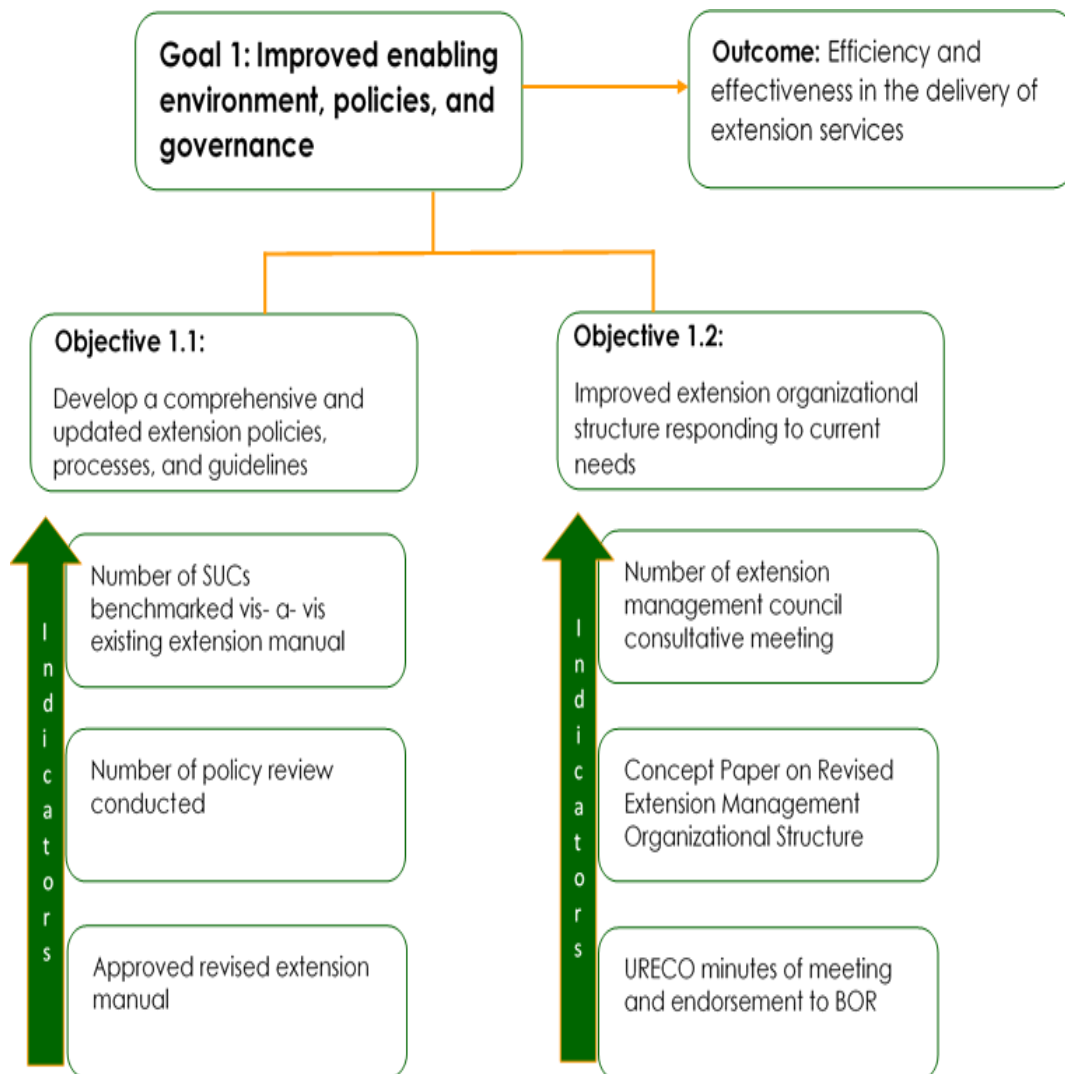 Goal 1: Improved enabling
environment, policies, and
governance
Outcome: Efficiency and
effectiveness in the delivery of
extension services
Objective 1.1:
Develop a comprehensive and
updated extension policies,
processes, and guidelines
Objective 1.2:
Improved extension organizational
structure responding to current
needs
Indicators
Number of SUCs
benchmarked vis- a- vis
existing extension manual
Number of policy review
conducted
Approved revised extension
manual
Indicators
Number of extension
management council
consultative meeting
Concept Paper on Revised
Extension Management
Organizational Structure
URECO minutes of meeting
and endorsement to BOR